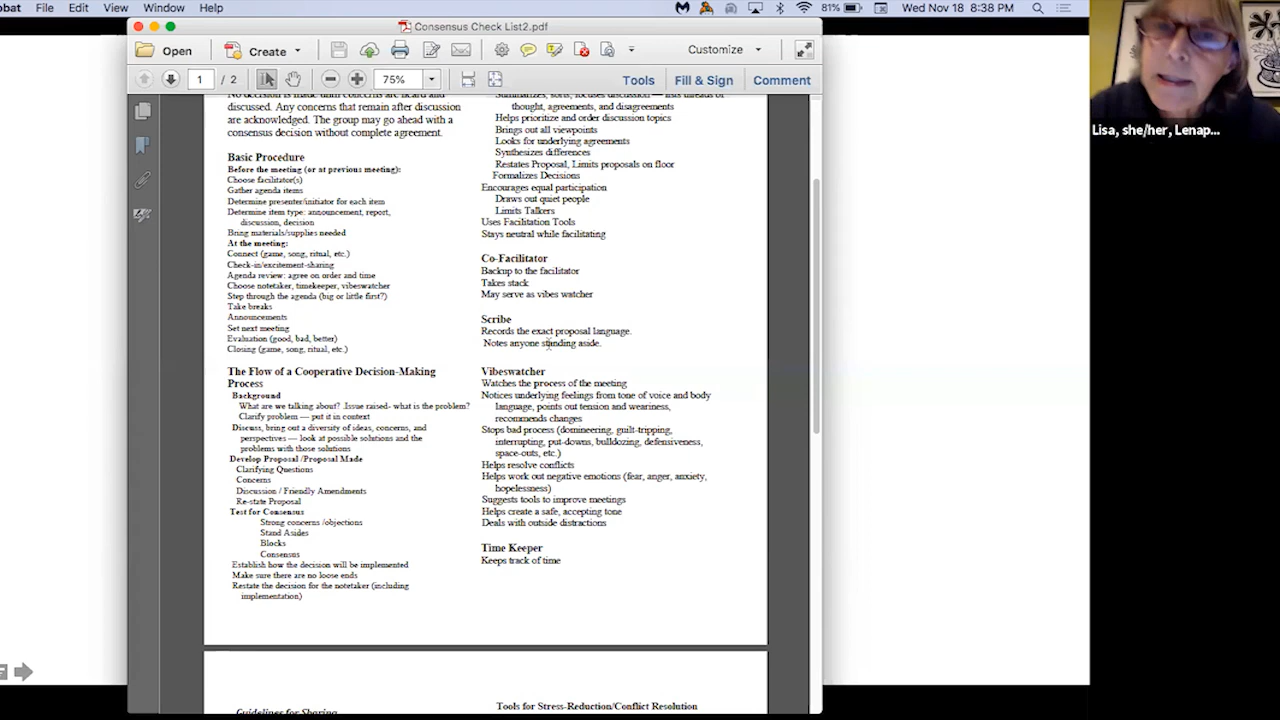 obat File Edit View Window Help
81% Wed Nov 18 8:38 PM
Consensus Check List2.pdf
Open Create Customize
1 / 2 75% Tools Fill & Sign Comment
No decision is made until concerns are heard and
discussed. Any concerns that remain after discussion
are acknowledged. The group may go ahead with a
consensus decision without complete agreement.
Basic Procedure
Before the meeting (or at previous meeting):
Choose facilitator(s)
Gather agenda items
Determine presenter/initiator for each item
Determine item type: announcement, report,
discussion, decision
Bring materials/supplies needed
At the meeting:
Connect (game, song, ritual, etc.)
Check-in/excitement-sharing
Agenda review: agree on order and time
Choose notetaker, timekeeper, vibeswatcher
Step through the agenda (big or little first?)
Take breaks
Announcements
Set next meeting
Evaluation (good, bad, better)
Closing (game, song, ritual, etc.)
The Flow of a Cooperative Decision-Making
Process
Background
What are we talking about? .Issue raised- what is the problem?
Clarify problem — put it in context
Discuss, bring out a diversity of ideas, concerns, and
perspectives — look at possible solutions and the
problems with those solutions
Develop Proposal /Proposal Made
Clarifying Questions
Concerns
Discussion / Friendly Amendments
Re-state Proposal
Test for Consensus
Strong concerns /objections
Stand Asides
Blocks
Consensus
Establish how the decision will be implemented
Make sure there are no loose ends
Restate the decision for the notetaker (including
implementation)
Summarizes, sorts, focuses discussion — lists threads of
thought, agreements, and disagreements
Helps prioritize and order discussion topics
Brings out all viewpoints
Looks for underlying agreements
Synthesizes differences
Restates Proposal, Limits proposals on floor
Formalizes Decisions
Encourages equal participation
Draws out quiet people
Limits Talkers
Uses Facilitation Tools
Stays neutral while facilitating
Co-Facilitator
Backup to the facilitator
Takes stack
May serve as vibes watcher
Scribe
Records the exact proposal language.
Notes anyone standing aside.
Vibeswatcher
Watches the process of the meeting
Notices underlying feelings from tone of voice and body
language, points out tension and weariness,
recommends changes
Stops bad process (domineering, guilt-tripping,
interrupting, put-downs, bulldozing, defensiveness,
space-outs, etc.)
Helps resolve conflicts
Helps work out negative emotions (fear, anger, anxiety,
hopelessness)
Suggests tools to improve meetings
Helps create a safe, accepting tone
Deals with outside distractions
Time Keeper
Keeps track of time
Guidelines for Sharing
Tools for Stress-Reduction/Conflict Resolution
Lisa, she/her, Lenap...